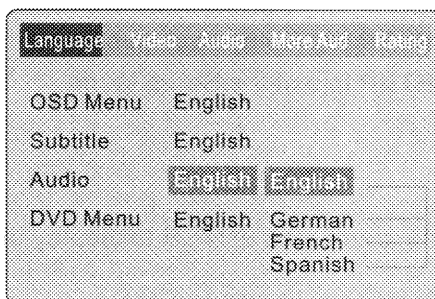 Language Video Audio More Aud Rating
OSD Menu English
Subtitle English
Audio English English
DVD Menu English German
French
Spanish